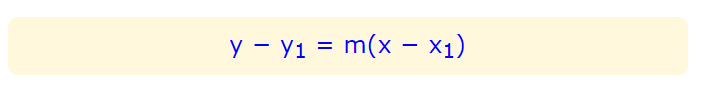 y − y₁ = m(x − x₁)